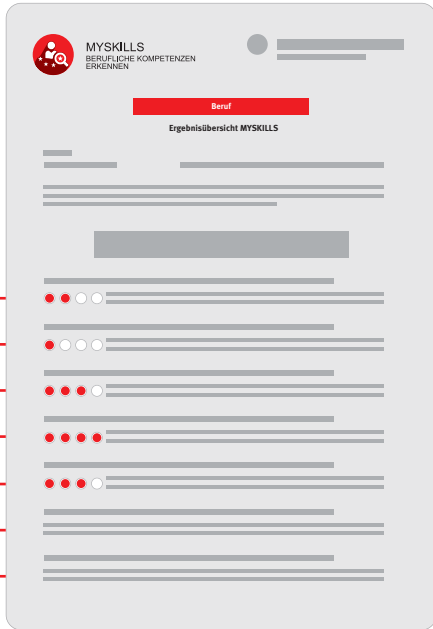 MYSKILLS
BERUFLICHE KOMPETENZEN
ERKENNEN
Beruf
Ergebnisübersicht MYSKILLS